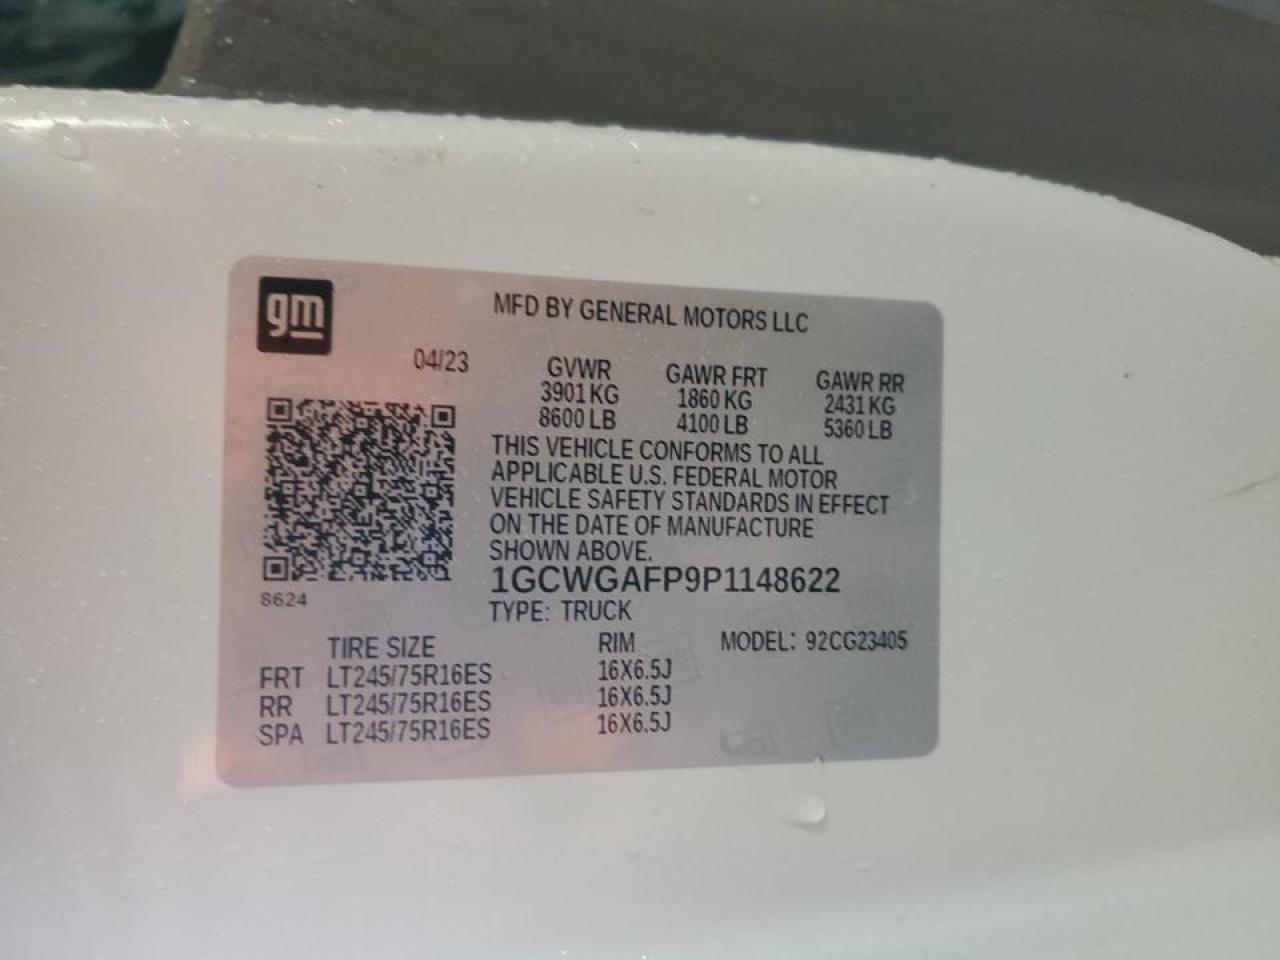 gm
MFD BY GENERAL MOTORS LLC
04/23
GVWR GAWR FRT GAWR RR
3901 KG 1860 KG 2431 KG
8600 LB 4100 LB 5360 LB
THIS VEHICLE CONFORMS TO ALL
APPLICABLE U.S. FEDERAL MOTOR
VEHICLE SAFETY STANDARDS IN EFFECT
ON THE DATE OF MANUFACTURE
SHOWN ABOVE.
1GCWGAFP9P1148622
8624
TYPE: TRUCK
TIRE SIZE RIM MODEL: 92CG23405
FRT LT245/75R16ES 16X6.5J
RR LT245/75R16ES 16X6.5J
SPA LT245/75R16ES 16X6.5J